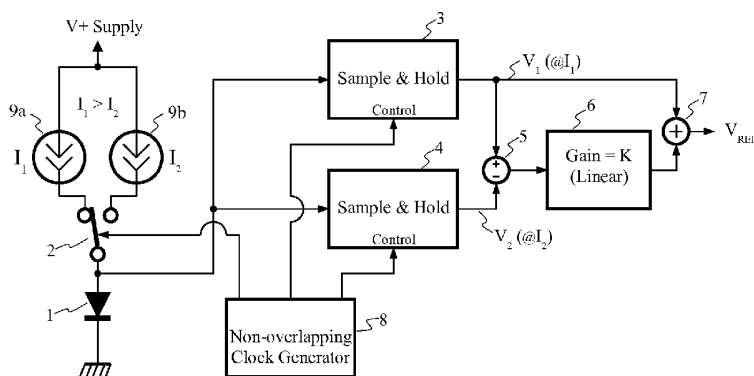 V+ Supply
9a
I₁ > I₂
9b
I₁
I₂
2
1
3
Sample & Hold
Control
V₁ (@I₁)
4
Sample & Hold
Control
V₂ (@I₂)
5
+
−
6
Gain = K
(Linear)
7
+
V_REF
8
Non-overlapping
Clock Generator